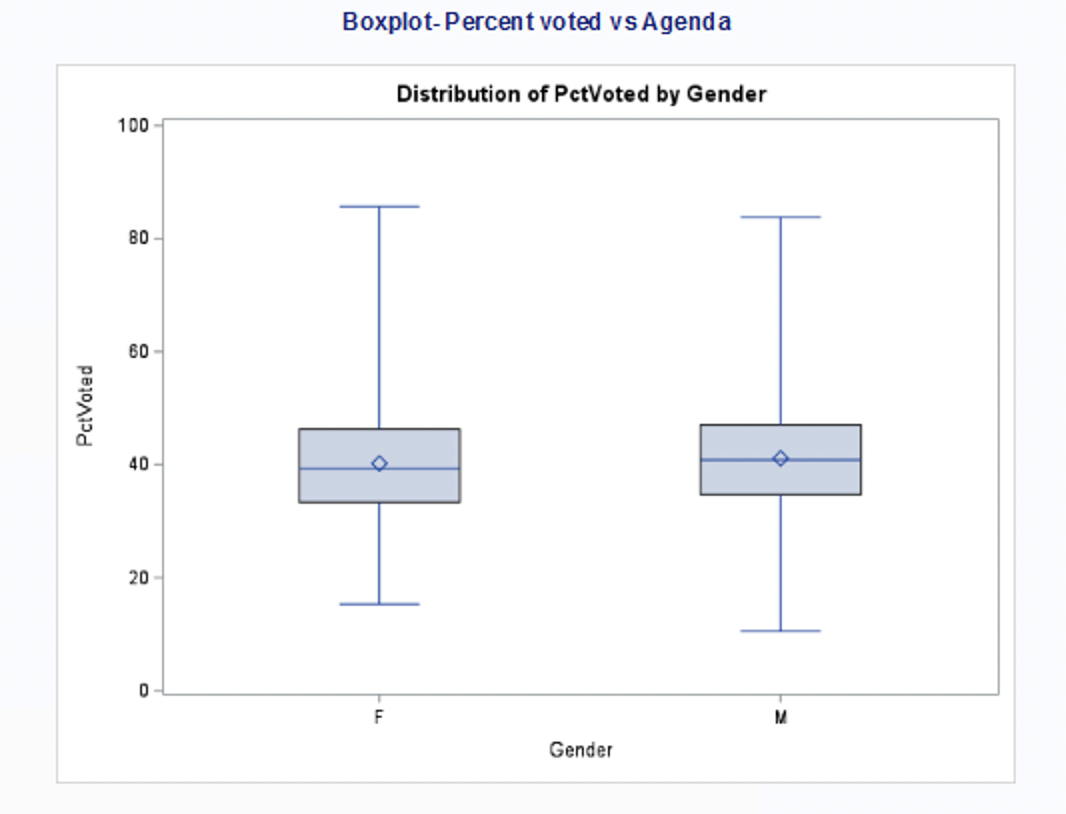 Boxplot- Percent voted vs Agenda
Distribution of PctVoted by Gender
100
80
60
40
20
0
PctVoted
F
M
Gender